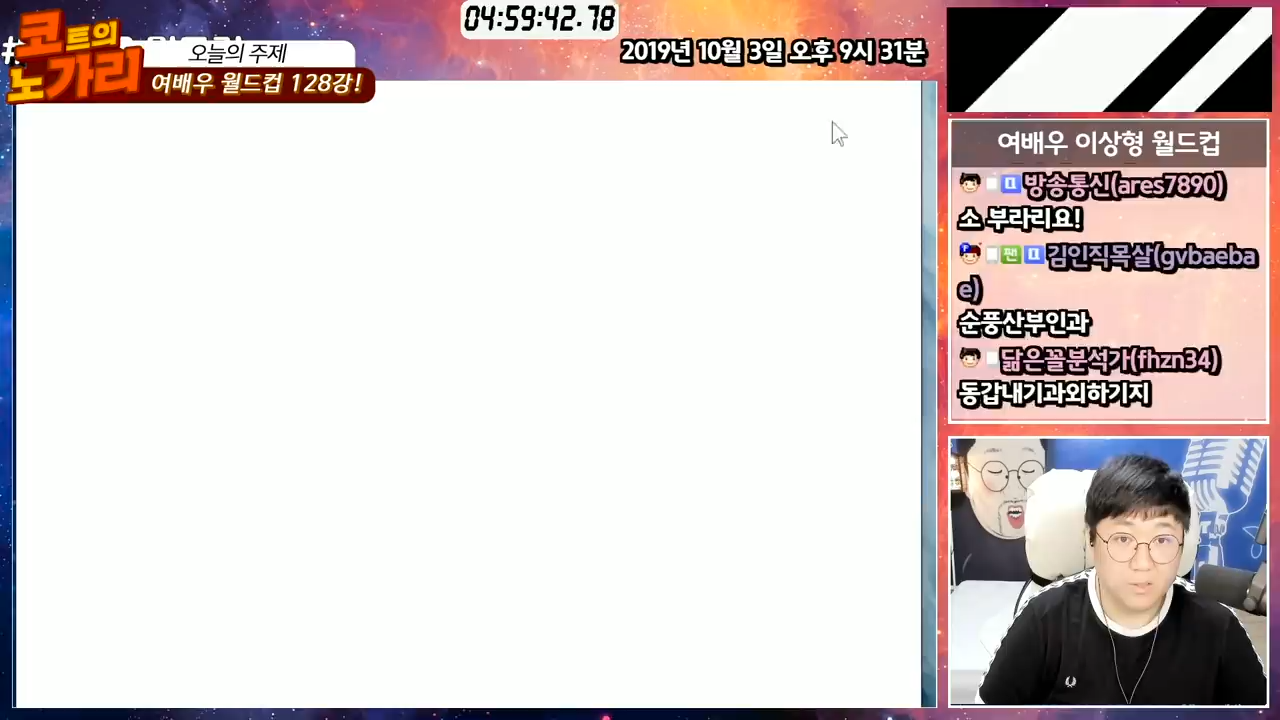 04:59:42.78
2019년 10월 3일 오후 9시 31분
코트의
노가리
오늘의 주제
여배우 월드컵 128강!
여배우 이상형 월드컵
방송통신(ares7890)
소 부라리요!
팬 김인직목살(gvbaeba
e)
순풍산부인과
닮은꼴분석가(fhzn34)
동갑내기과외하기지